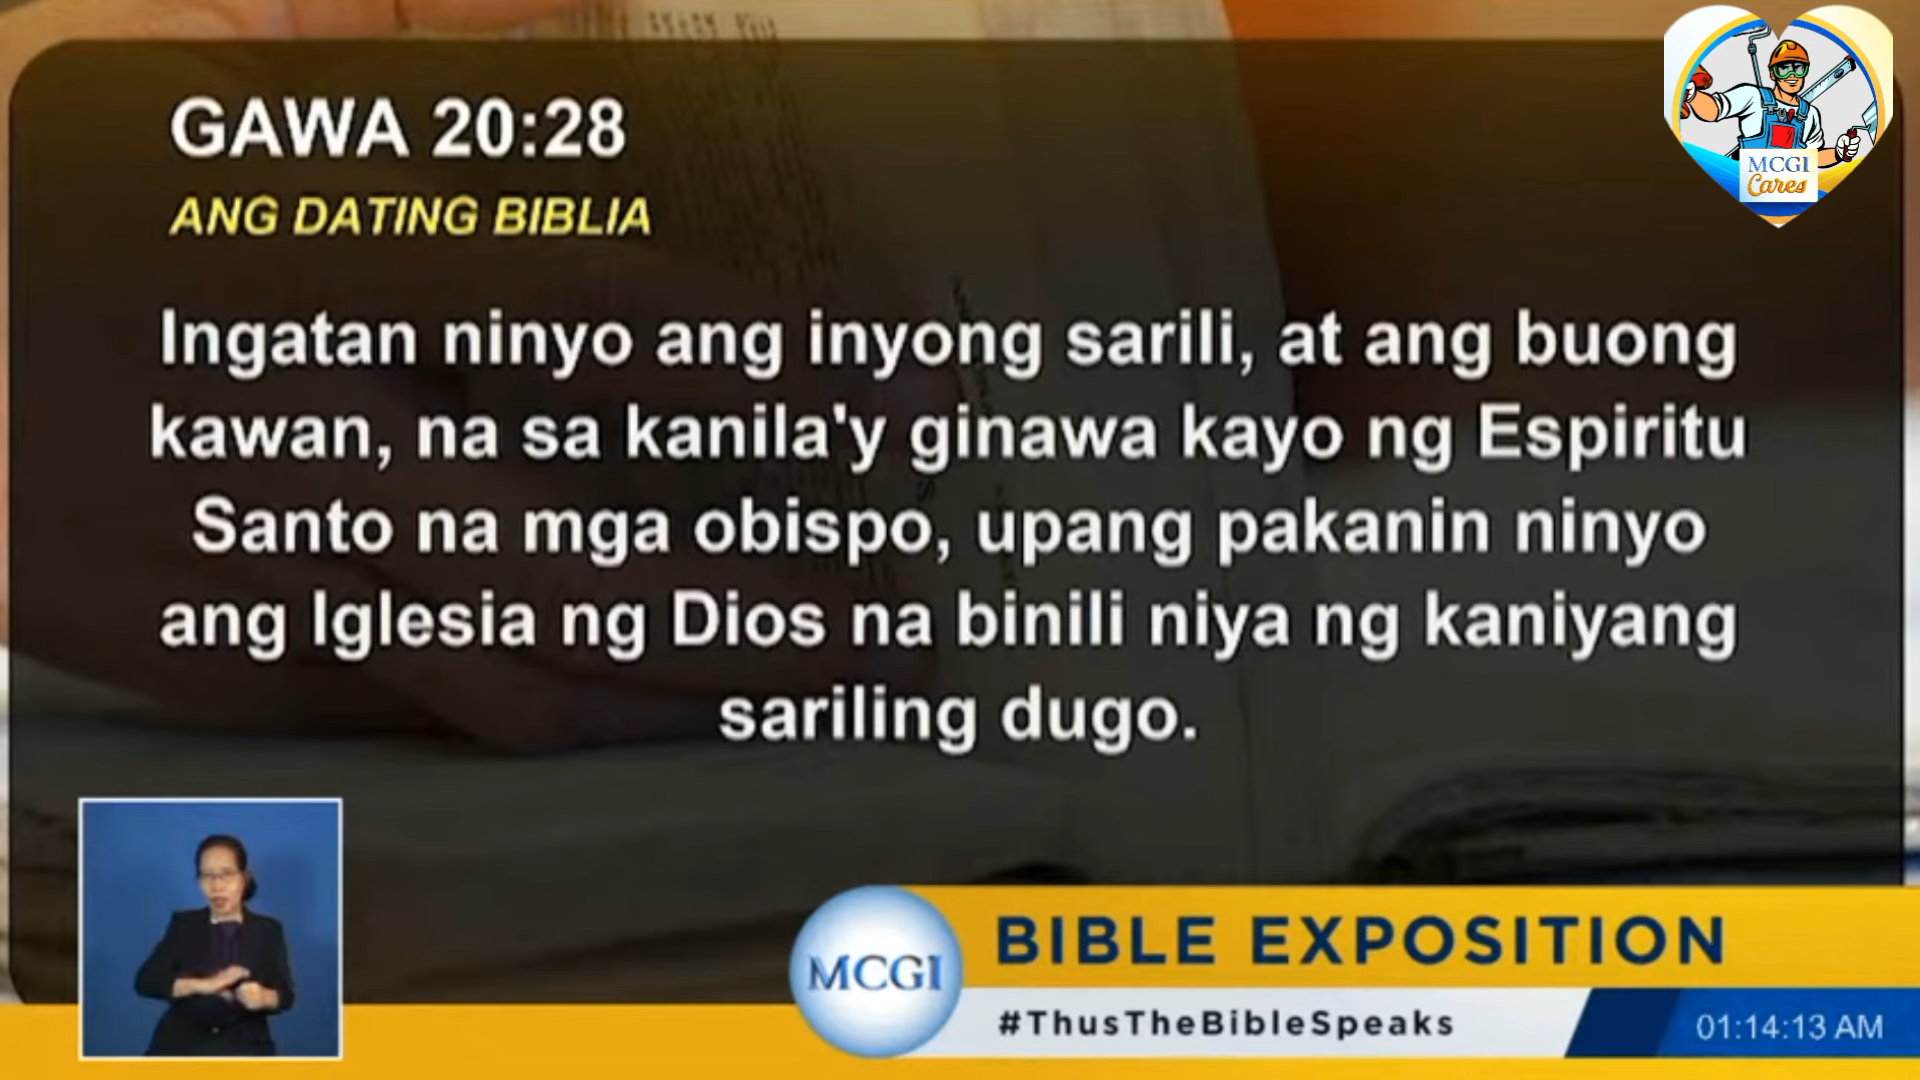 GAWA 20:28
ANG DATING BIBLIA
Ingatan ninyo ang inyong sarili, at ang buong
kawan, na sa kanila'y ginawa kayo ng Espiritu
Santo na mga obispo, upang pakanin ninyo
ang Iglesia ng Dios na binili niya ng kaniyang
sariling dugo.
MCGI
Cares
MCGI
BIBLE EXPOSITION
#ThusTheBibleSpeaks
01:14:13 AM